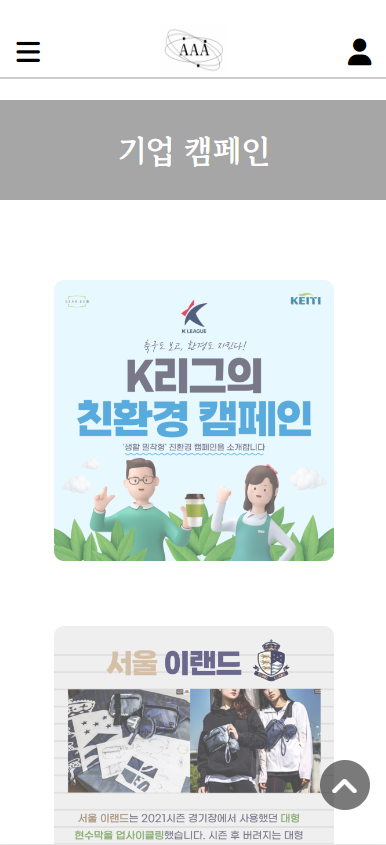 AAA
기업 캠페인
KEITI
K LEAGUE
축구도 보고, 환경도 지킨다!
K리그의
친환경 캠페인
'생활 밀착형' 친환경 캠페인을 소개합니다
서울 이랜드
서울 이랜드는 2021시즌 경기장에서 사용했던 대형
현수막을 업사이클링했습니다. 시즌 후 버려지는 대형